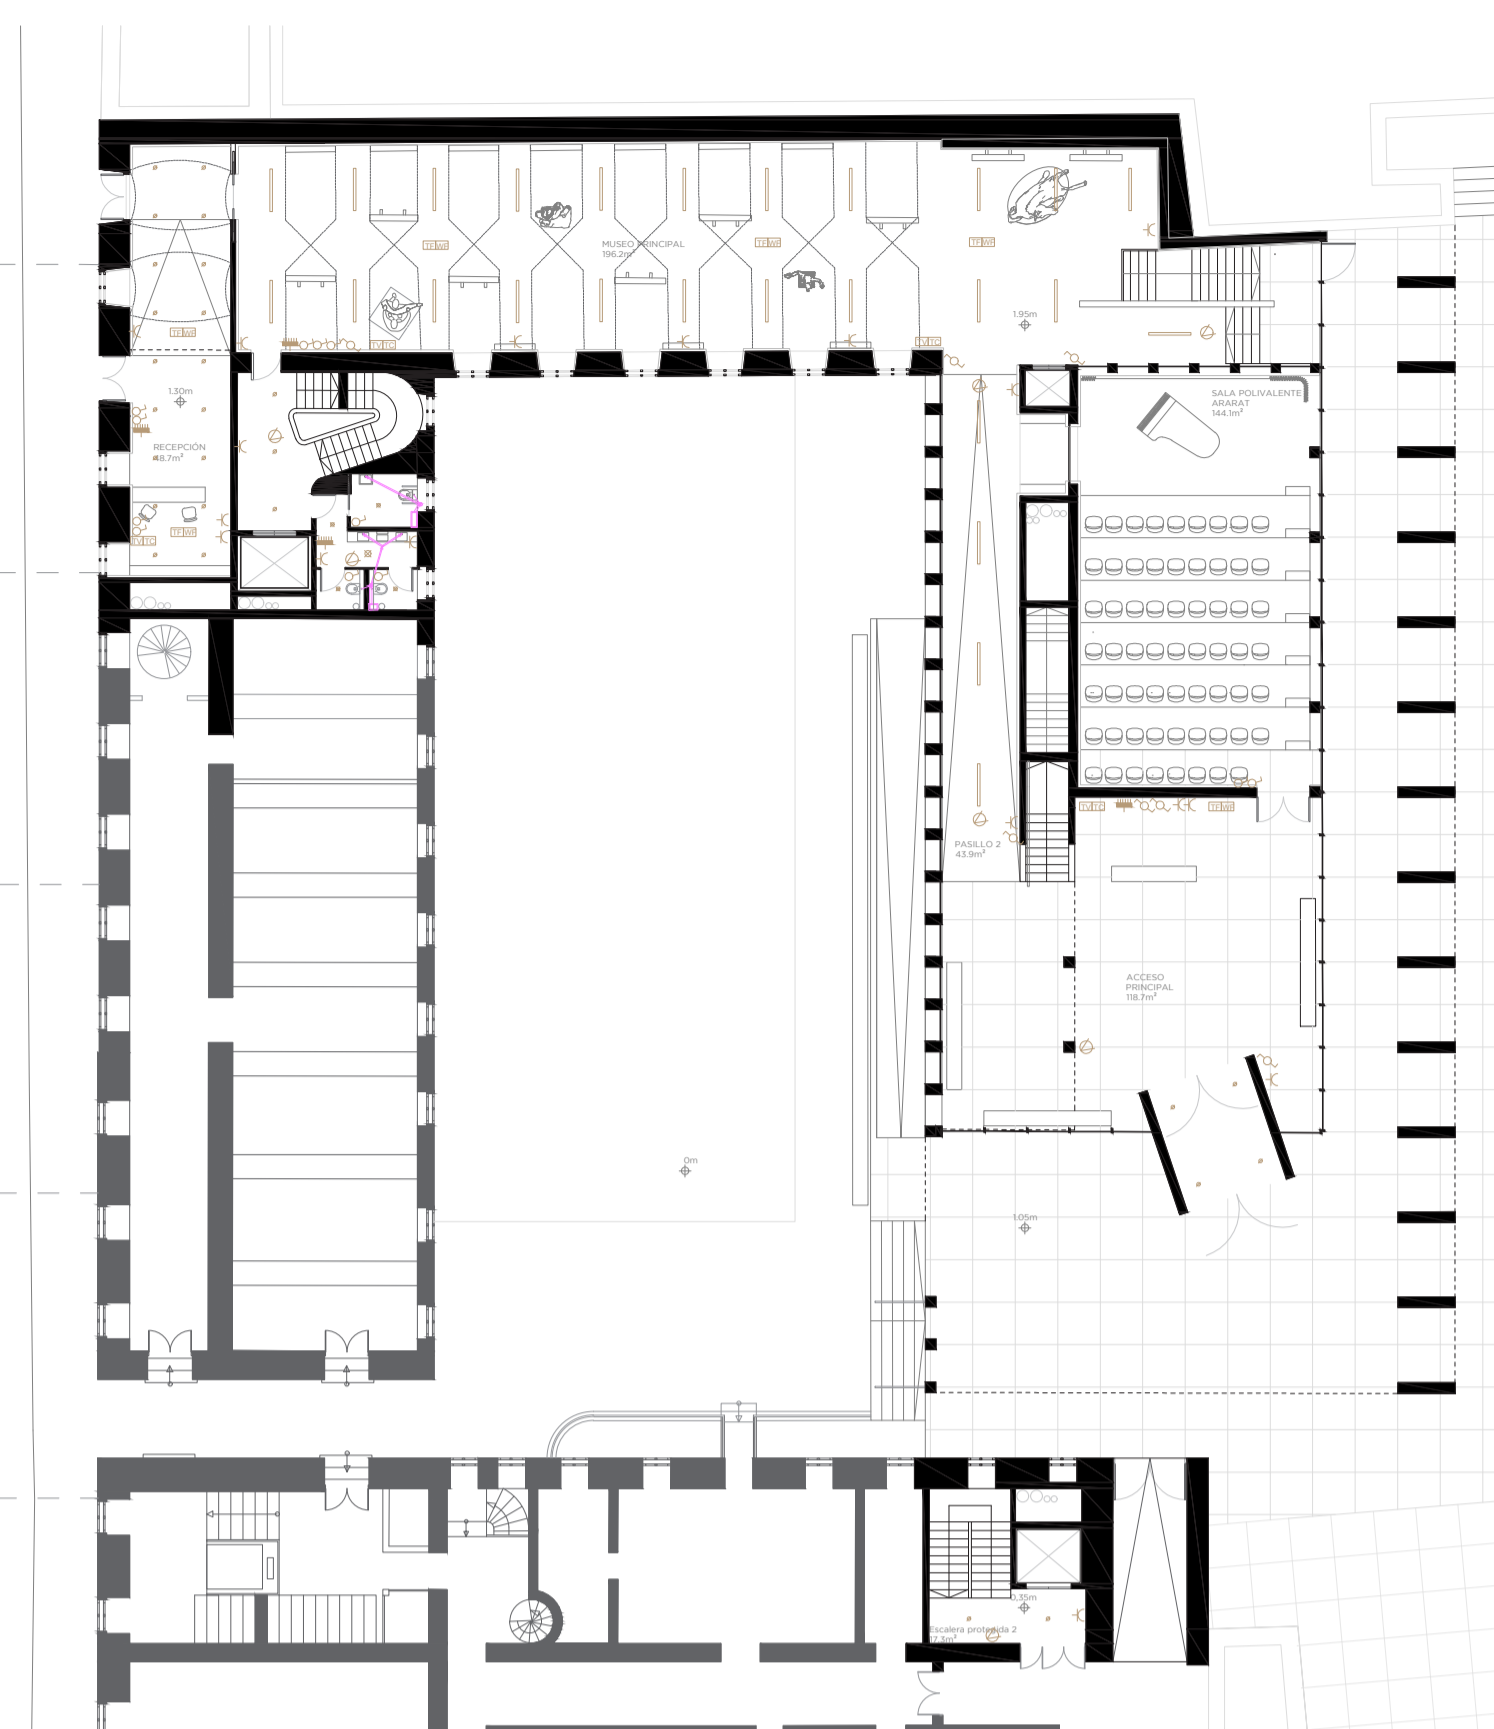 MUSEO PRINCIPAL
196.2m²
TF WF
TF WF
TF WF
1.95m
TF WF
TV TC
TV TC
1.30m
SALA POLIVALENTE
ARARAT
144.1m²
RECEPCIÓN
48.7m²
TF WF
TV TC
TV TC
TF WF
PASILLO 2
43.9m²
ACCESO
PRINCIPAL
118.7m²
0m
1.05m
0,35m
Escalera protegida 2
17.3m²